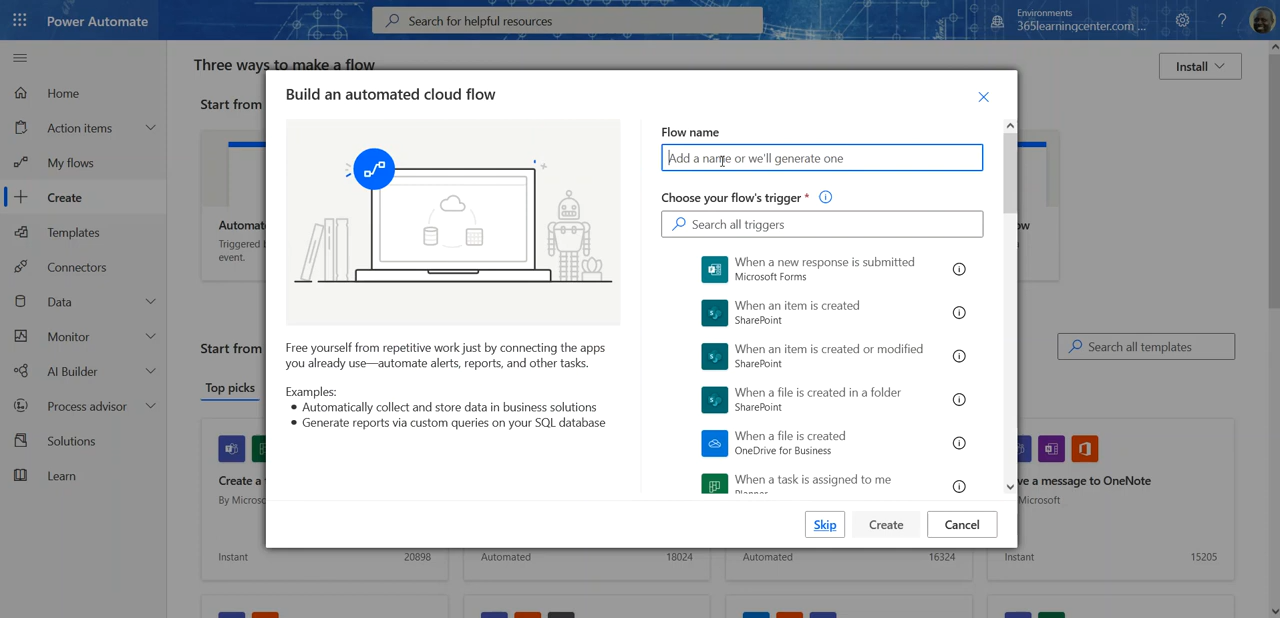 Power Automate
Search for helpful resources
Environments
365learningcenter.com ...
Home
Action items
My flows
Create
Templates
Connectors
Data
Monitor
AI Builder
Process advisor
Solutions
Learn
Three ways to make a flow
Install
Start from
Automate
Triggered b
event.
ow
Start from
Search all templates
Top picks
Create a
By Microso
Instant
20898
Automated
18024
Automated
16324
ve a message to OneNote
Microsoft
Instant
15205
Build an automated cloud flow
Free yourself from repetitive work just by connecting the apps
you already use—automate alerts, reports, and other tasks.
Examples:
• Automatically collect and store data in business solutions
• Generate reports via custom queries on your SQL database
Flow name
Add a name or we'll generate one
Choose your flow's trigger *
Search all triggers
When a new response is submitted
Microsoft Forms
When an item is created
SharePoint
When an item is created or modified
SharePoint
When a file is created in a folder
SharePoint
When a file is created
OneDrive for Business
When a task is assigned to me
Planner
Skip
Create
Cancel